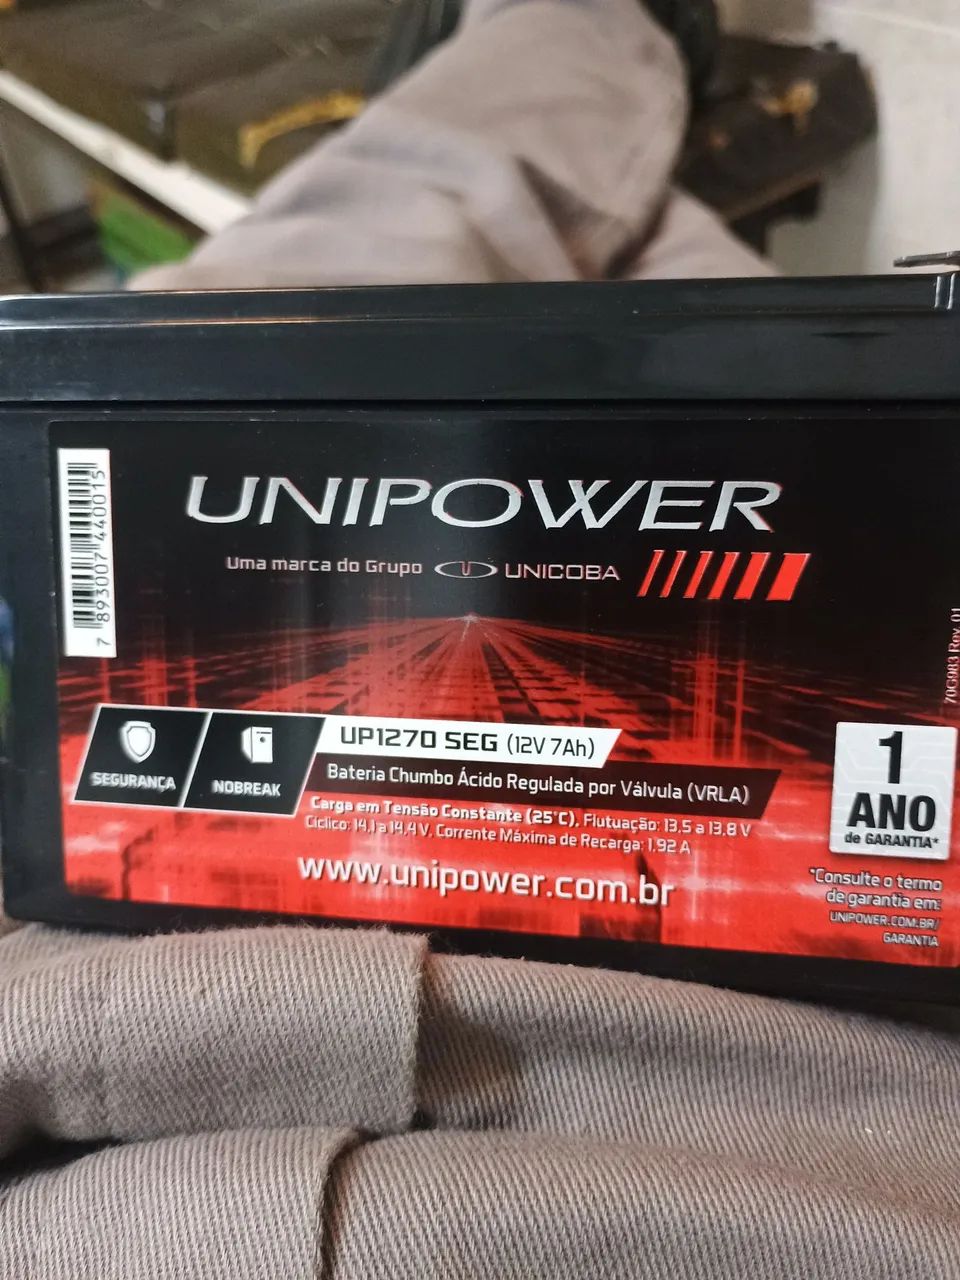 UNIPOWER
Uma marca do Grupo UNICOBA
7 893007 440015
70G983 Rev. 01
SEGURANÇA
NOBREAK
UP1270 SEG (12V 7Ah)
Bateria Chumbo Ácido Regulada por Válvula (VRLA)
Carga em Tensão Constante (25°C), Flutuação: 13,5 a 13,8 V
Cíclico: 14,1 a 14,4 V, Corrente Máxima de Recarga: 1,92 A
www.unipower.com.br
1
ANO
de GARANTIA*
*Consulte o termo
de garantia em:
UNIPOWER.COM.BR/
GARANTIA